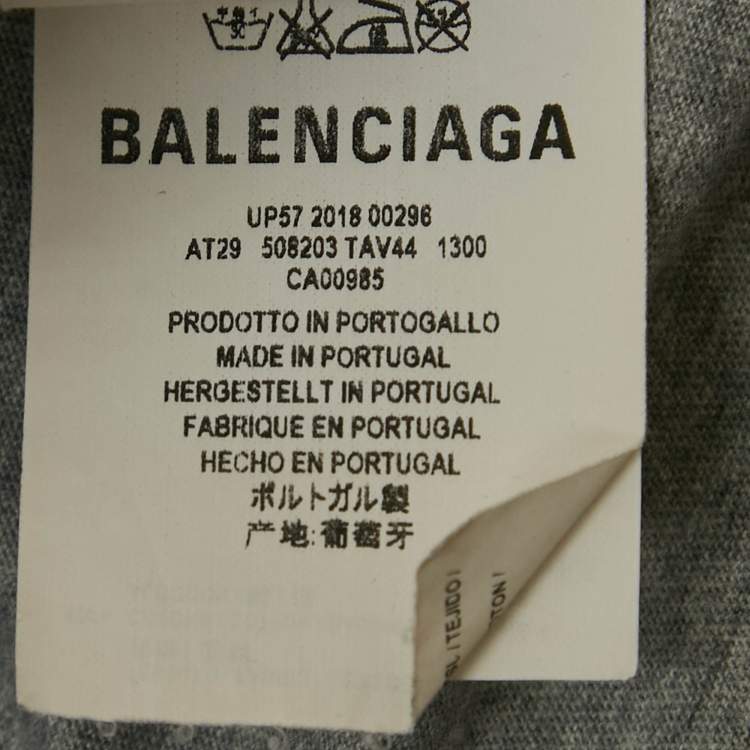 BALENCIAGA
UP57 2018 00296
AT29 508203 TAV44 1300
CA00985
PRODOTTO IN PORTOGALLO
MADE IN PORTUGAL
HERGESTELLT IN PORTUGAL
FABRIQUE EN PORTUGAL
HECHO EN PORTUGAL
ポルトガル製
产地:葡萄牙
/TEJIDO/